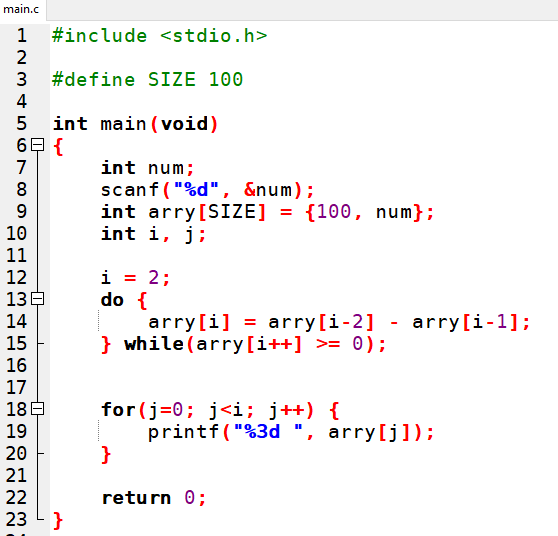 main.c
1 #include <stdio.h>
2
3 #define SIZE 100
4
5 int main(void)
6 {
7     int num;
8     scanf("%d", &num);
9     int arry[SIZE] = {100, num};
10     int i, j;
11
12     i = 2;
13     do {
14         arry[i] = arry[i-2] - arry[i-1];
15     } while(arry[i++] >= 0);
16
17
18     for(j=0; j<i; j++) {
19         printf("%3d ", arry[j]);
20     }
21
22     return 0;
23 }